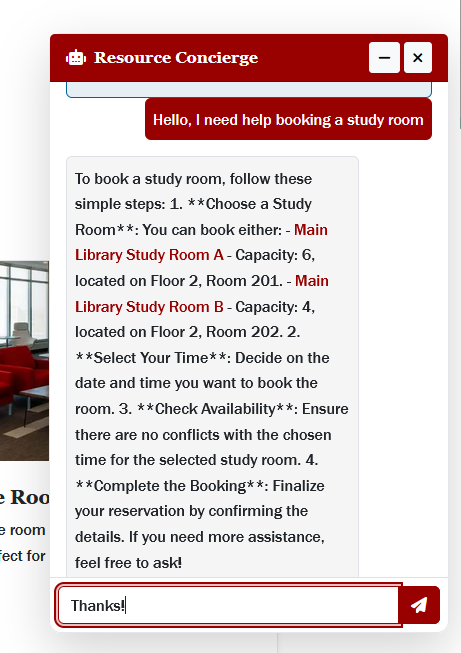 Resource Concierge
Hello, I need help booking a study room
To book a study room, follow these
simple steps: 1. **Choose a Study
Room**: You can book either: - Main
Library Study Room A - Capacity: 6,
located on Floor 2, Room 201. - Main
Library Study Room B - Capacity: 4,
located on Floor 2, Room 202. 2.
**Select Your Time**: Decide on the
date and time you want to book the
room. 3. **Check Availability**: Ensure
there are no conflicts with the chosen
time for the selected study room. 4.
**Complete the Booking**: Finalize
your reservation by confirming the
details. If you need more assistance,
feel free to ask!
e Roo
e room
fect for
Thanks!